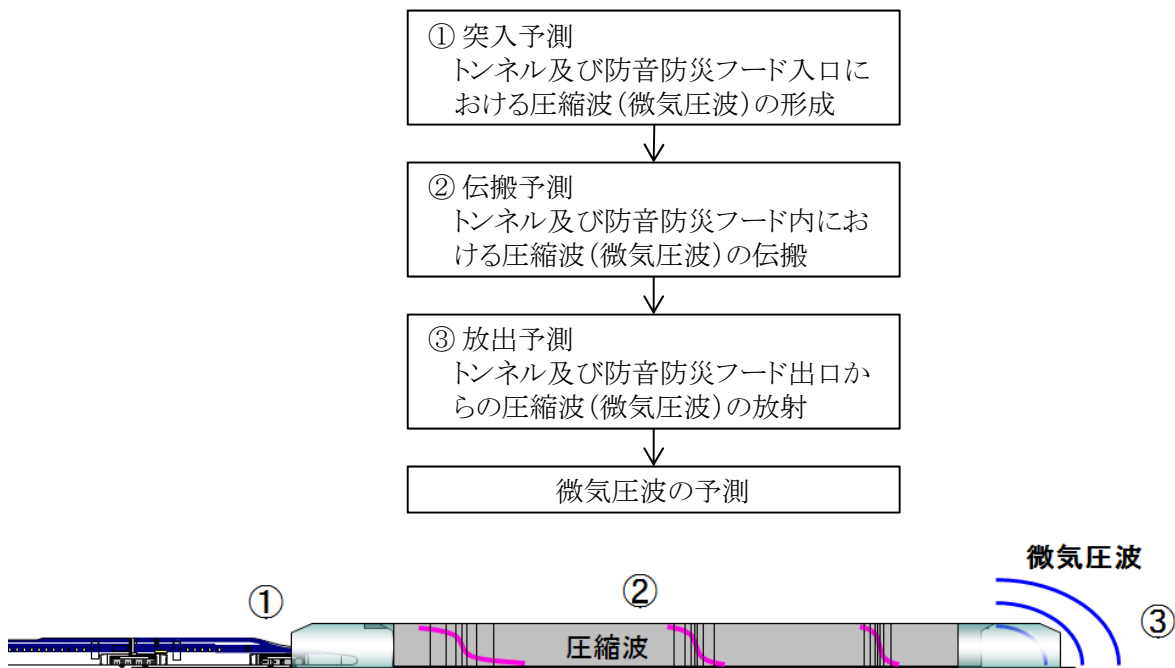 ① 突入予測
トンネル及び防音防災フード入口に
おける圧縮波(微気圧波)の形成
② 伝搬予測
トンネル及び防音防災フード内にお
ける圧縮波(微気圧波)の伝搬
③ 放出予測
トンネル及び防音防災フード出口か
らの圧縮波(微気圧波)の放射
微気圧波の予測
微気圧波
①
②
③
圧縮波